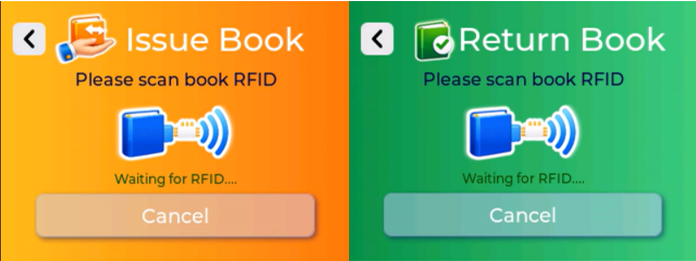 Issue Book
Please scan book RFID
Waiting for RFID....
Cancel
Return Book
Please scan book RFID
Waiting for RFID....
Cancel